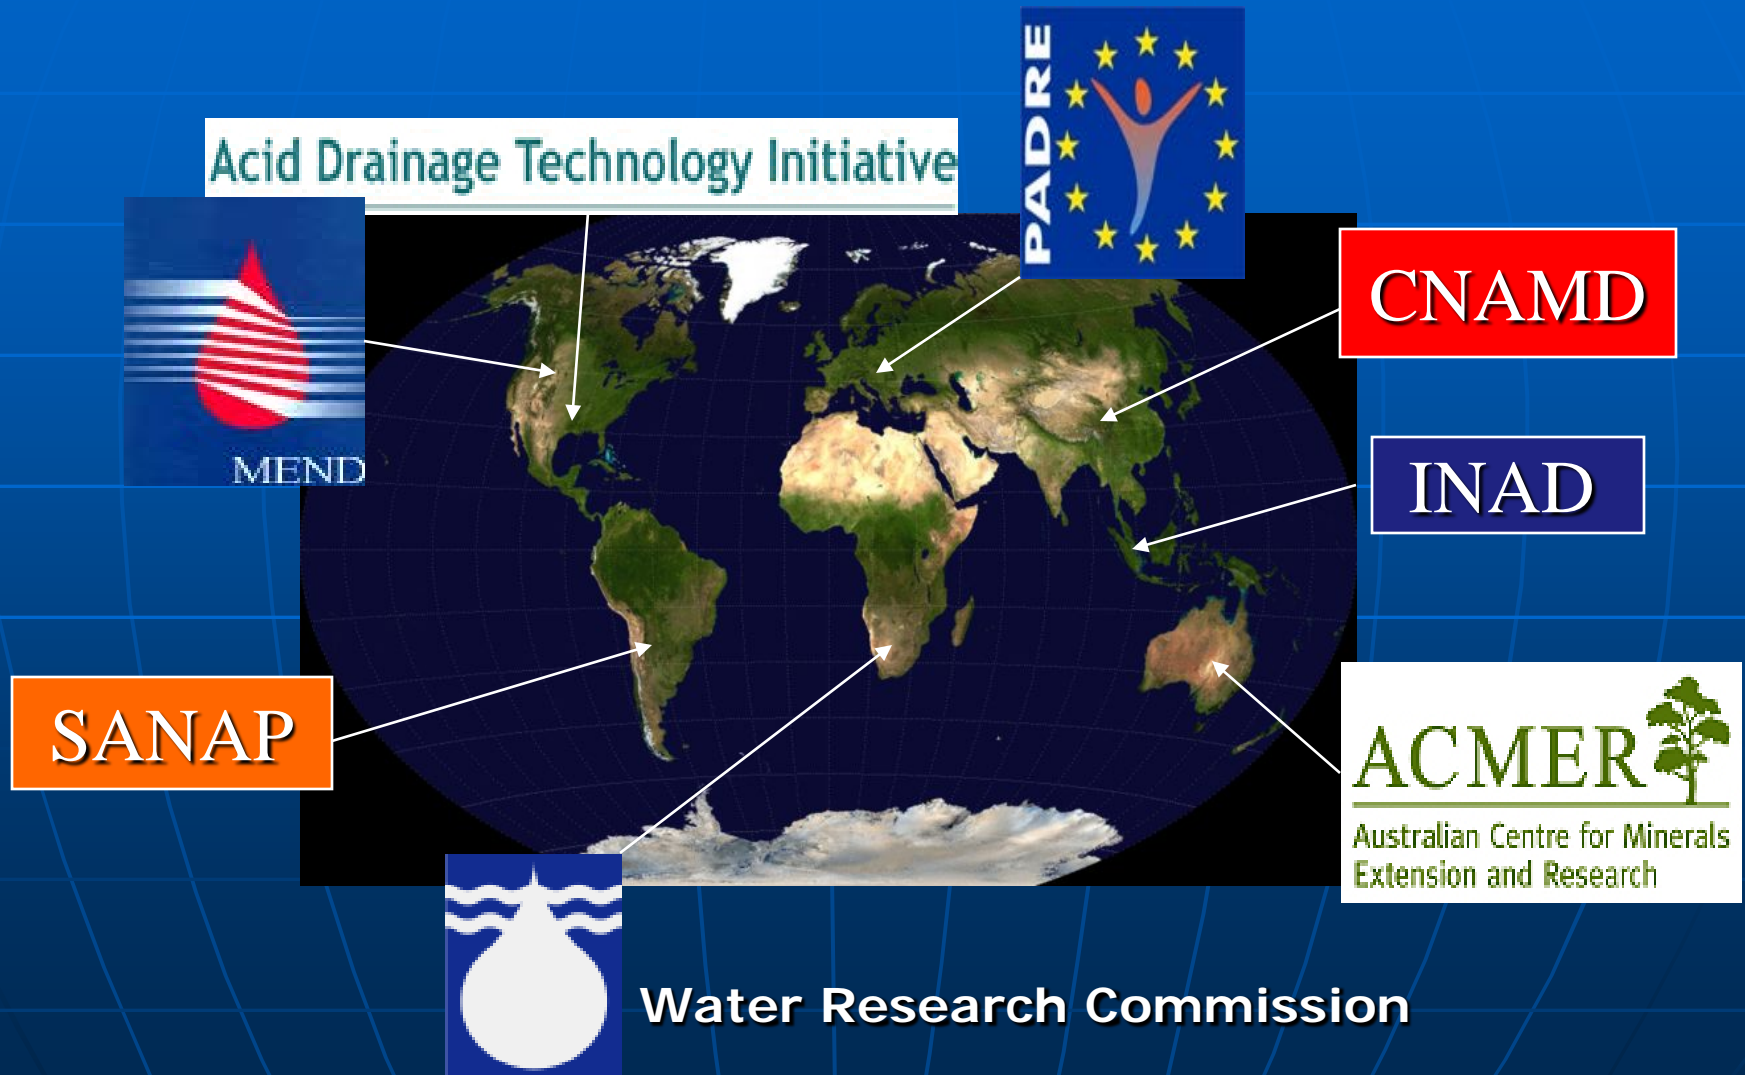 PADRE
Acid Drainage Technology Initiative
CNAMD
MEND
INAD
SANAP
ACMER
Australian Centre for Minerals
Extension and Research
Water Research Commission